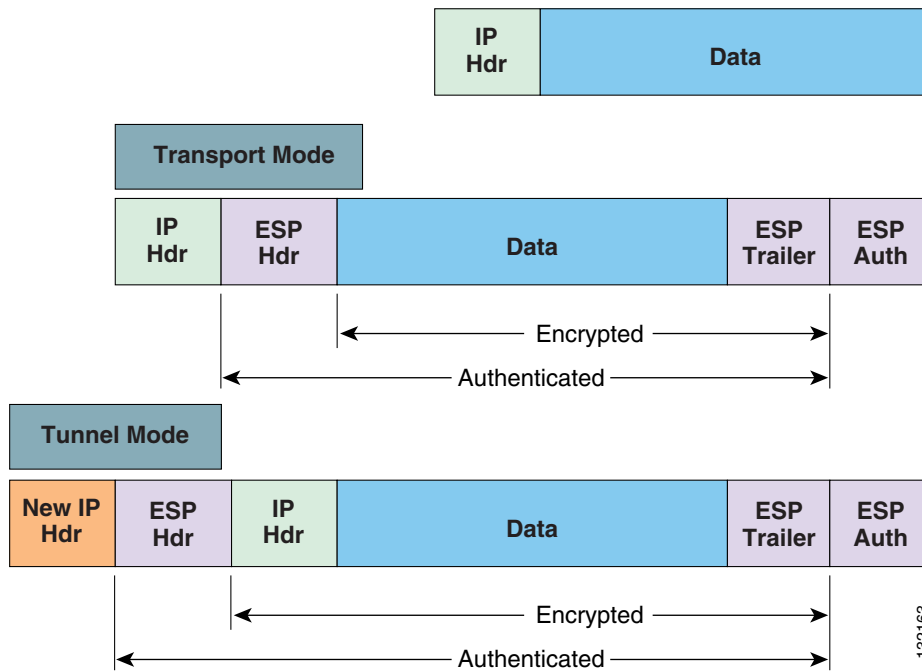 IP
Hdr
Data
Transport Mode
IP
Hdr
ESP
Hdr
Data
ESP
Trailer
ESP
Auth
Encrypted
Authenticated
Tunnel Mode
New IP
Hdr
ESP
Hdr
IP
Hdr
Data
ESP
Trailer
ESP
Auth
Encrypted
Authenticated